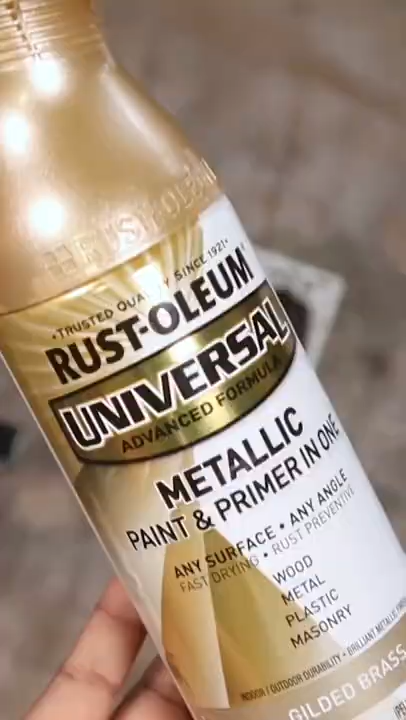 RUST-OLEUM
•TRUSTED QUALITY SINCE 1921•
RUST-OLEUM
UNIVERSAL
ADVANCED FORMULA
METALLIC
PAINT & PRIMER IN ONE
ANY SURFACE • ANY ANGLE
FAST DRYING • RUST PREVENTIVE
WOOD
METAL
PLASTIC
MASONRY
INDOOR / OUTDOOR DURABILITY • BRILLIANT METALLIC
GILDED BRASS